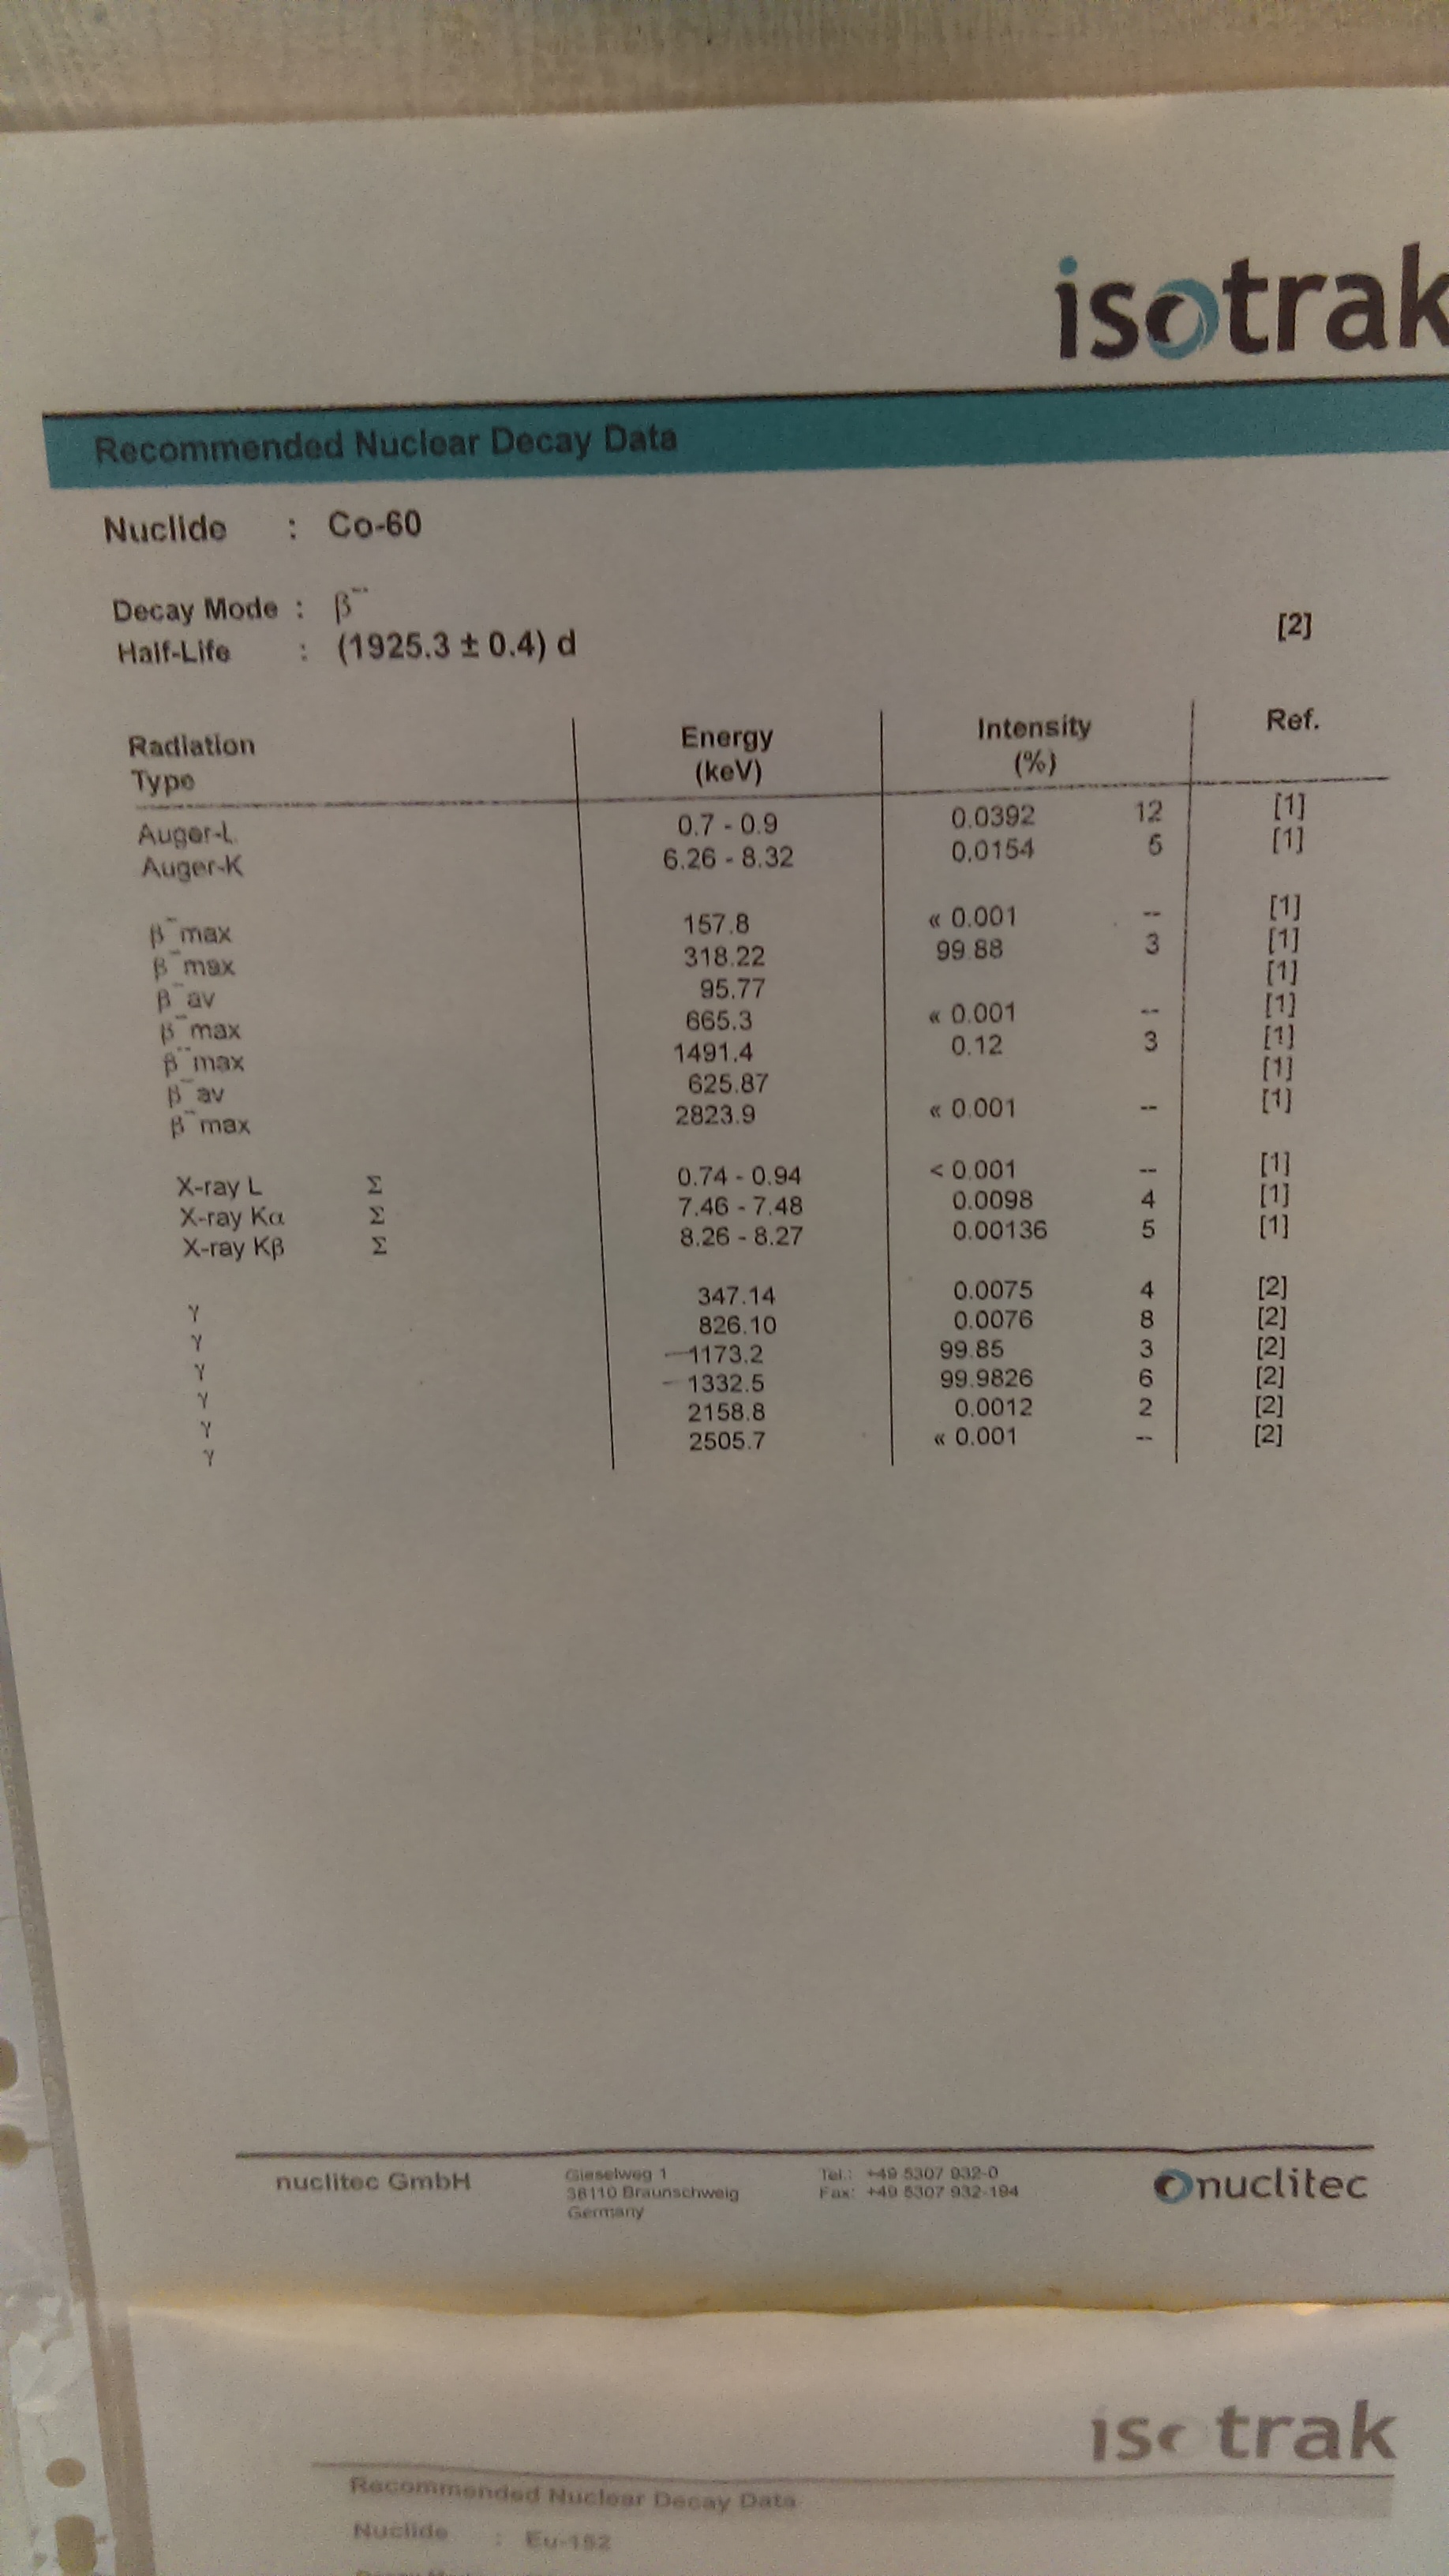 isotrak
Recommended Nuclear Decay Data
Nuclide : Co-60
Decay Mode : β⁻
Half-Life : (1925.3 ± 0.4) d [2]
Radiation Type Energy (keV) Intensity (%) Ref.
Auger-L 0.7 - 0.9 0.0392 12 [1]
Auger-K 6.26 - 8.32 0.0154 5 [1]
β⁻max 157.8 « 0.001 -- [1]
β⁻max 318.22 99.88 3 [1]
β⁻av 95.77 [1]
β⁻max 665.3 « 0.001 -- [1]
β⁻max 1491.4 0.12 3 [1]
β⁻av 625.87 [1]
β⁻max 2823.9 « 0.001 -- [1]
X-ray L Σ 0.74 - 0.94 < 0.001 -- [1]
X-ray Kα Σ 7.46 - 7.48 0.0098 4 [1]
X-ray Kβ Σ 8.26 - 8.27 0.00136 5 [1]
γ 347.14 0.0075 4 [2]
γ 826.10 0.0076 8 [2]
γ 1173.2 99.85 3 [2]
γ 1332.5 99.9826 6 [2]
γ 2158.8 0.0012 2 [2]
γ 2505.7 « 0.001 -- [2]
nuclitec GmbH
Gieselweg 1
38110 Braunschweig
Germany
Tel.: +49 5307 932-0
Fax: +49 5307 932-194
nuclitec
isotrak
Recommended Nuclear Decay Data
Nuclide : Eu-152